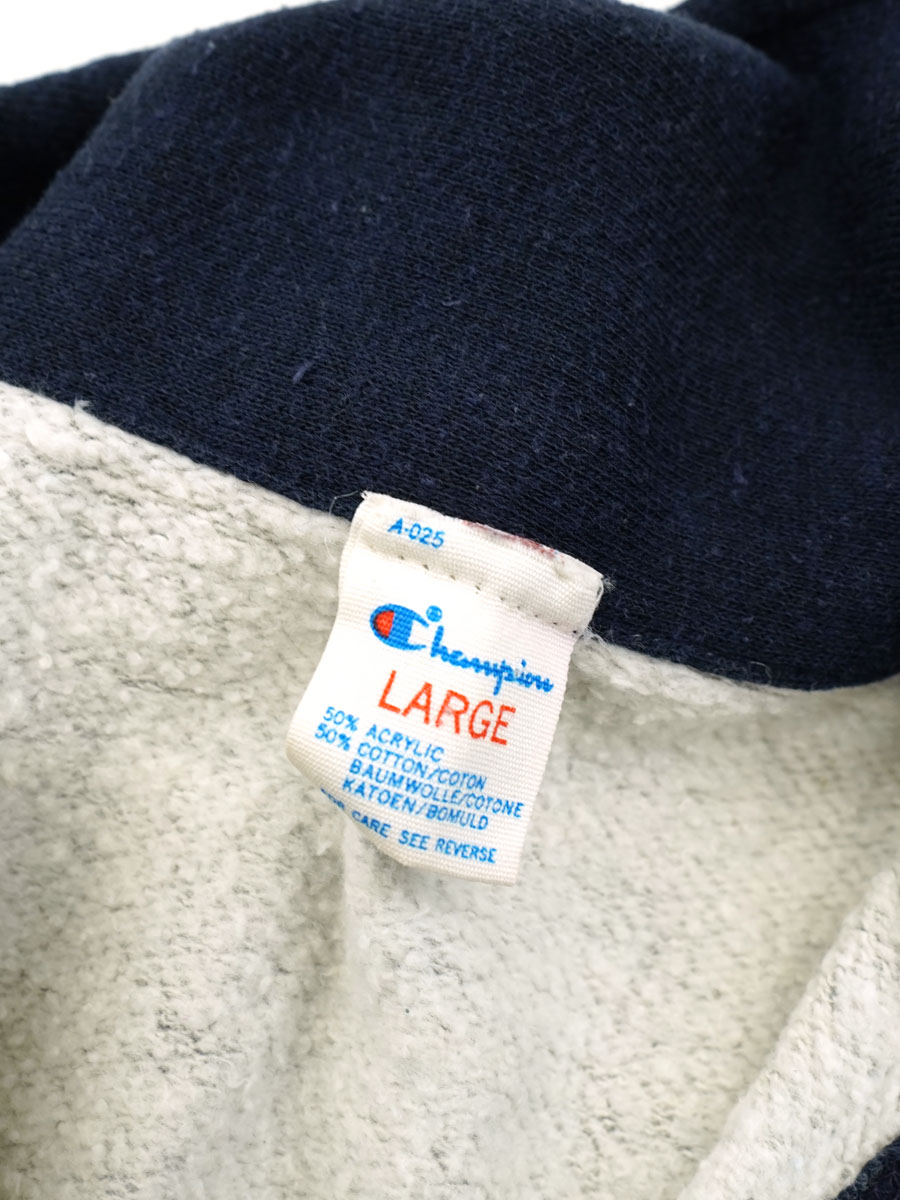 A-025
Champion
LARGE
50% ACRYLIC
50% COTTON/COTON
BAUMWOLLE/COTONE
KATOEN/BOMULD
CARE SEE REVERSE